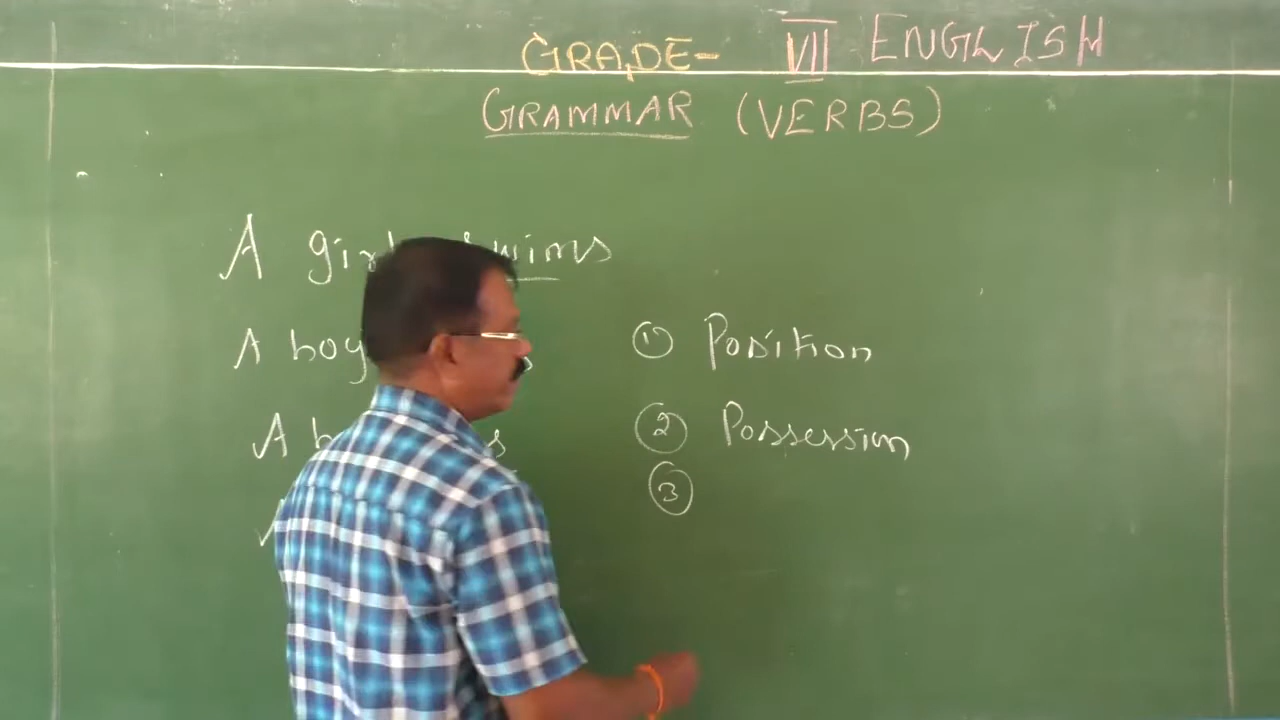 GRADE- VII ENGLISH
GRAMMAR (VERBS)
A girl swims
A boy
① Position
A
② Possession
③